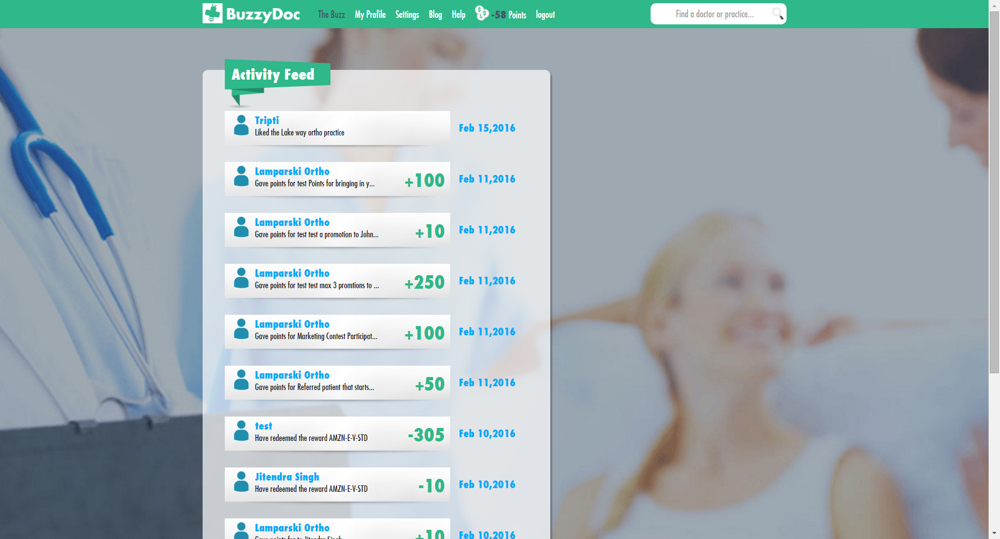 BuzzyDoc
The Buzz My Profile Settings Blog Help -58 Points logout
Find a doctor or practice...
Activity Feed
Tripti
Liked the Lake way ortho practice
Feb 15,2016
Lamparski Ortho
Gave points for test Points for bringing in y...
+100
Feb 11,2016
Lamparski Ortho
Gave points for test test a promotion to John...
+10
Feb 11,2016
Lamparski Ortho
Gave points for test test max 3 promtions to ...
+250
Feb 11,2016
Lamparski Ortho
Gave points for Marketing Contest Participat...
+100
Feb 11,2016
Lamparski Ortho
Gave points for Referred patient that starts...
+50
Feb 11,2016
test
Have redeemed the reward AMZN-E-V-STD
-305
Feb 10,2016
Jitendra Singh
Have redeemed the reward AMZN-E-V-STD
-10
Feb 10,2016
Lamparski Ortho
Gave points for to Jitendra Singh
+10
Feb 10,2016